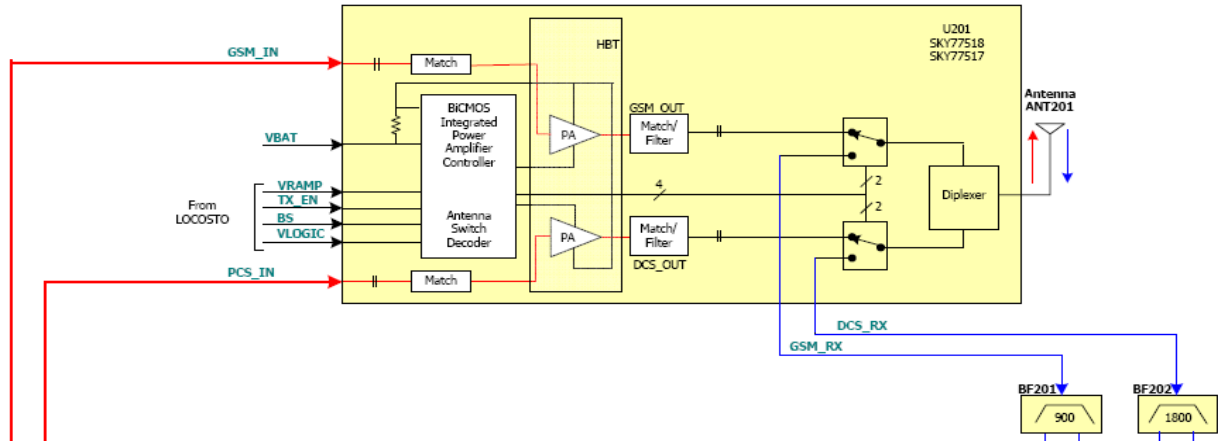 GSM_IN
Match
HBT
U201
SKY77518
SKY77517
Antenna
ANT201
BiCMOS
Integrated
Power
Amplifier
Controller
Antenna
Switch
Decoder
PA
GSM_OUT
Match/
Filter
VBAT
VRAMP
TX_EN
BS
VLOGIC
From
LOCOSTO
4
2
2
Diplexer
PA
Match/
Filter
DCS_OUT
PCS_IN
Match
DCS_RX
GSM_RX
BF201
900
BF202
1800